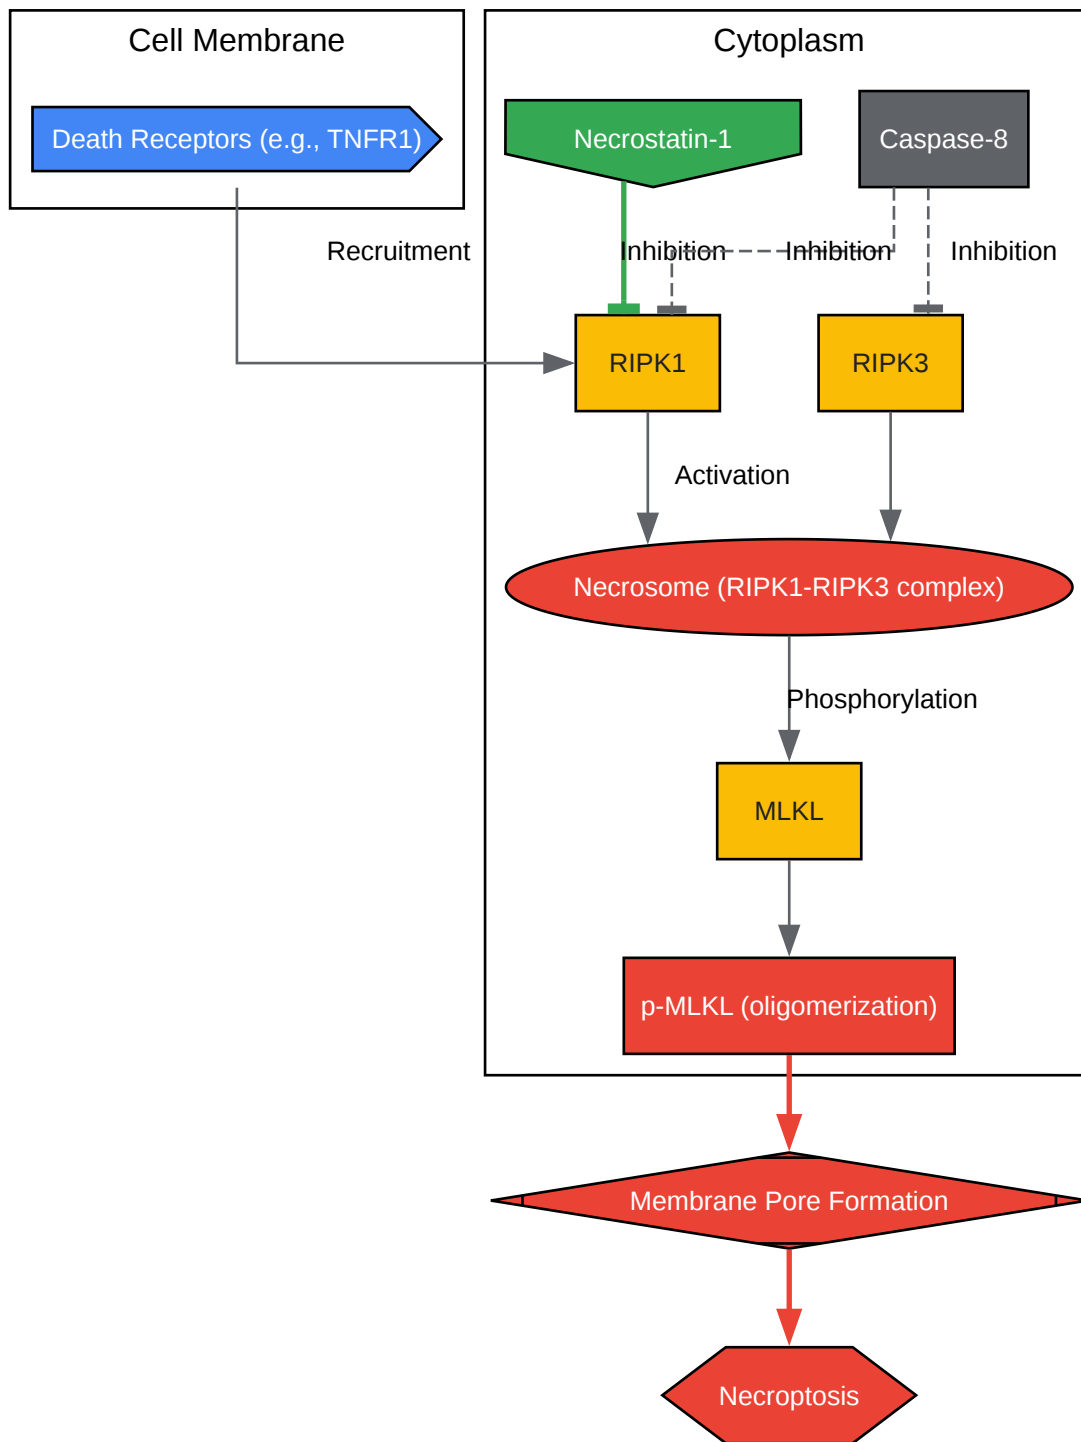 Cell Membrane
Cytoplasm
Death Receptors (e.g., TNFR1)
Necrostatin-1
Caspase-8
Recruitment
Inhibition
Inhibition
Inhibition
RIPK1
RIPK3
Activation
Necrosome (RIPK1-RIPK3 complex)
Phosphorylation
MLKL
p-MLKL (oligomerization)
Membrane Pore Formation
Necroptosis